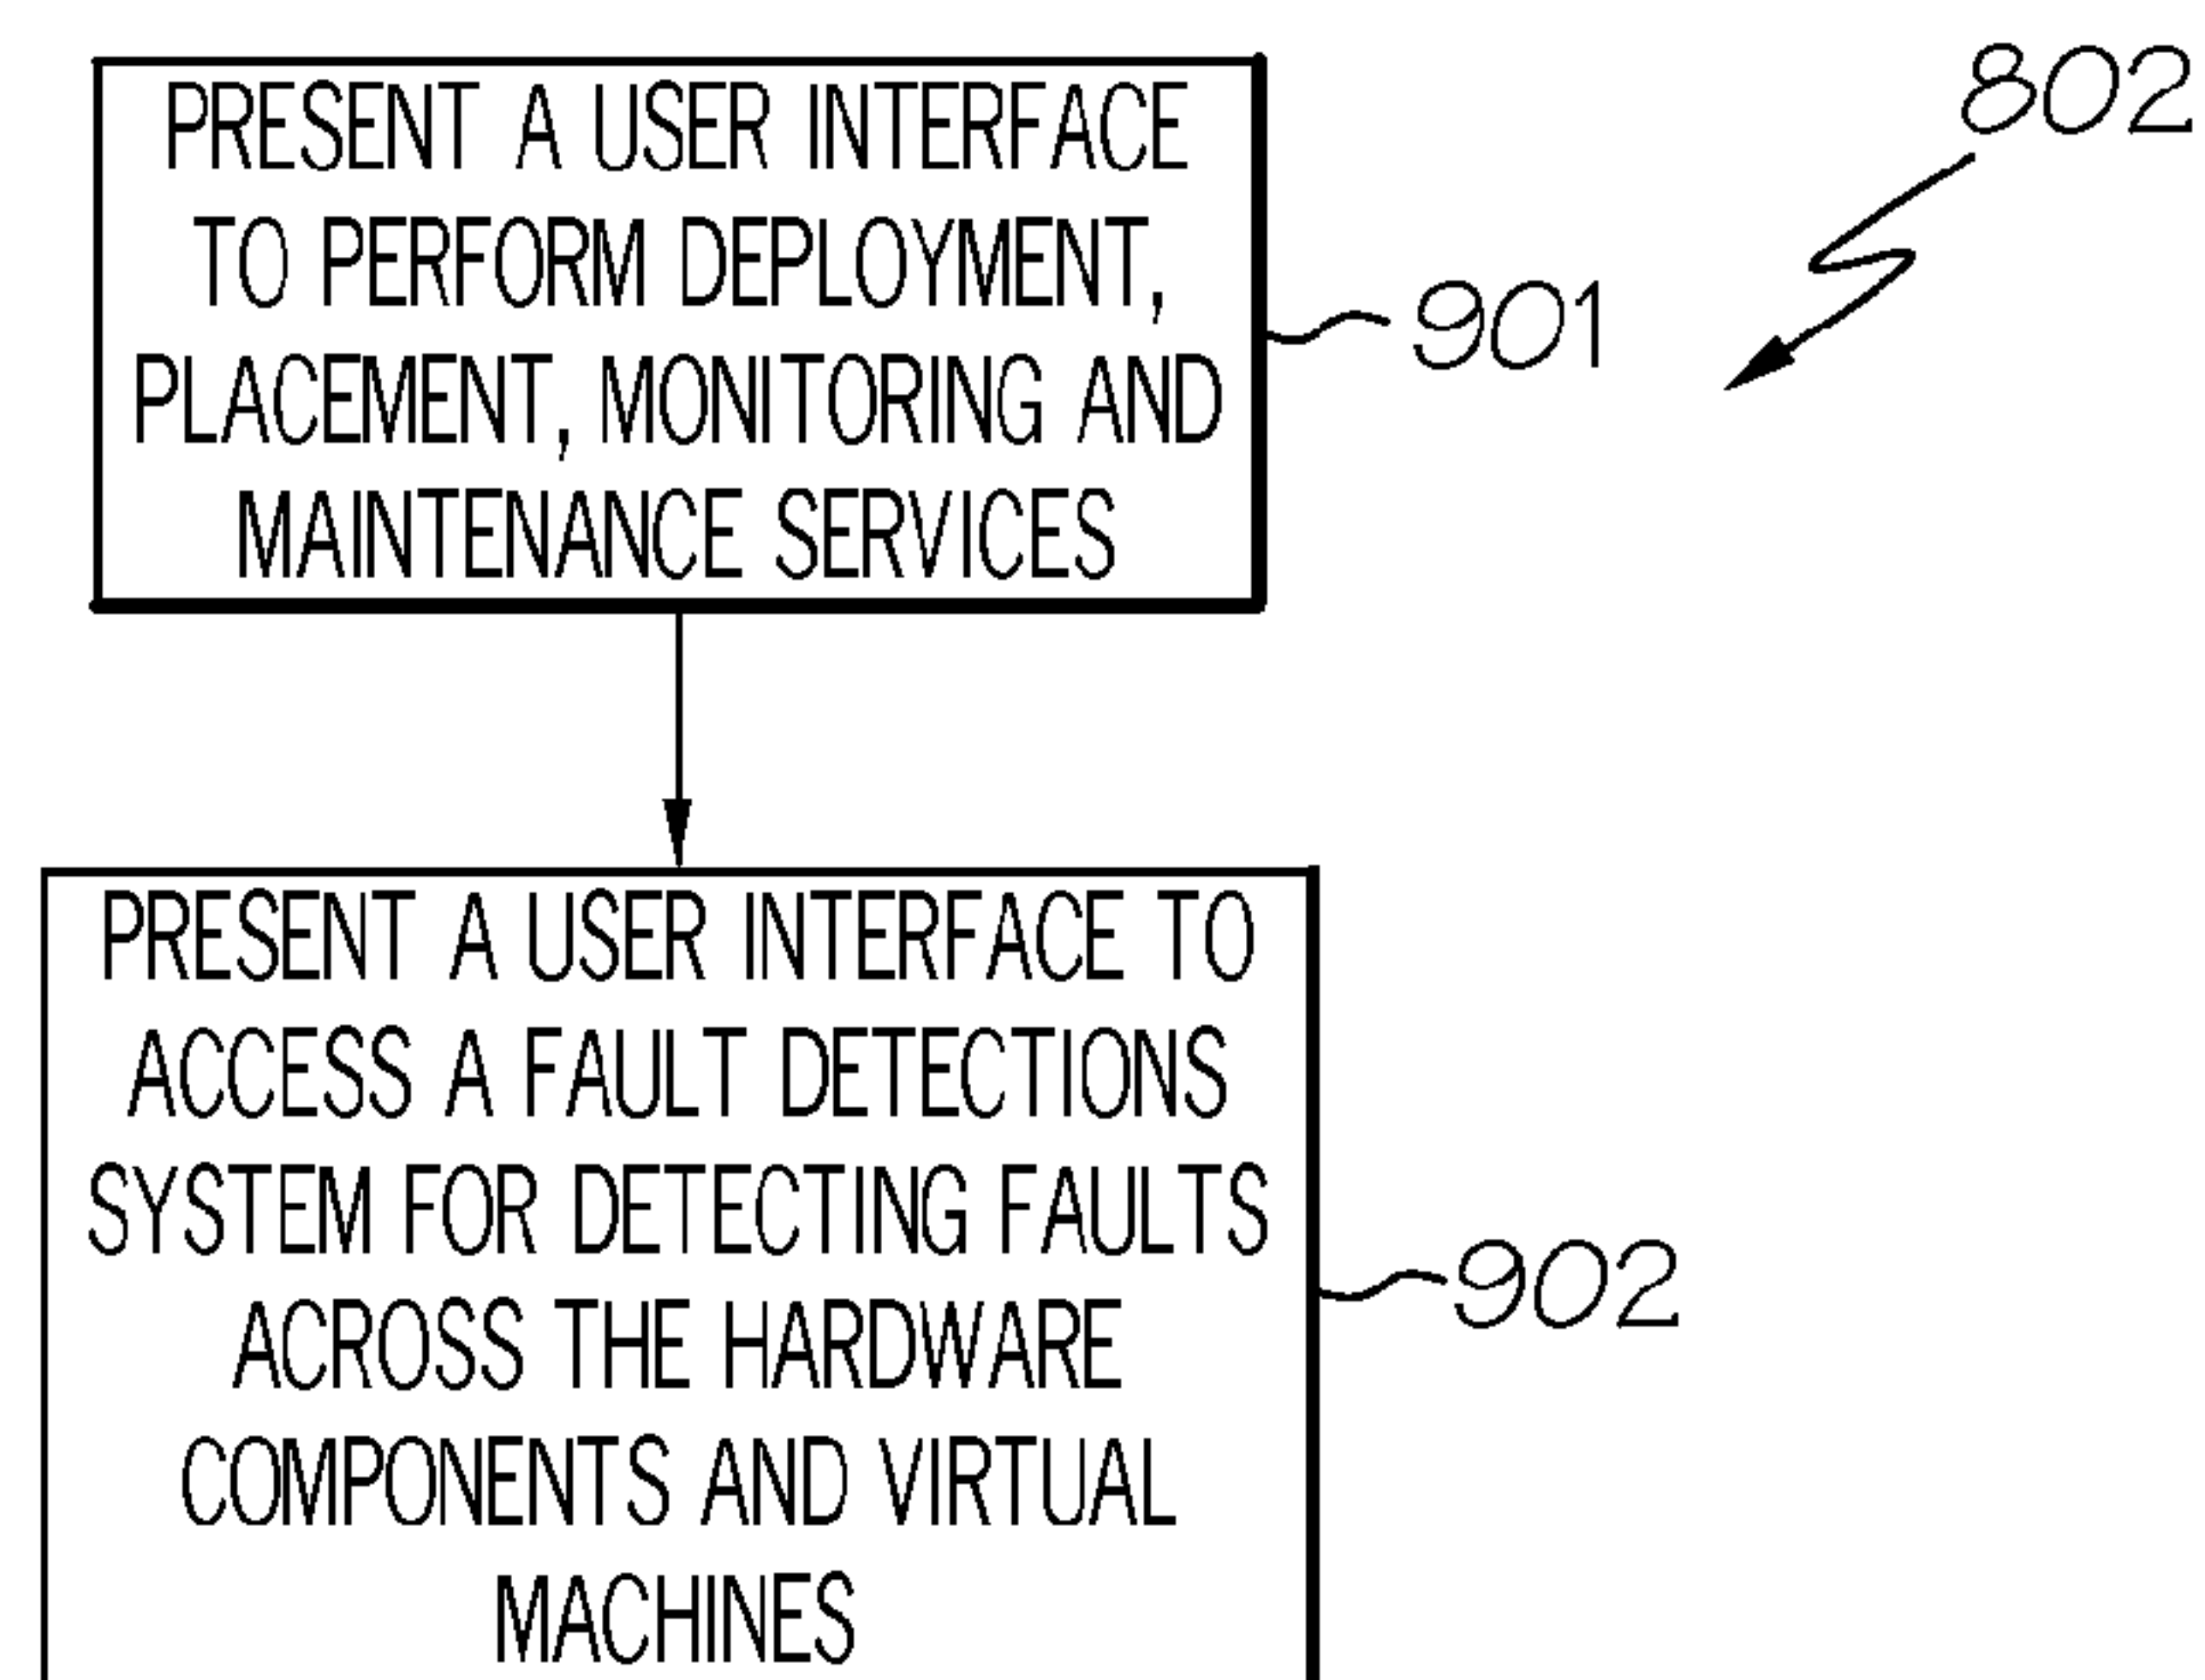 PRESENT A USER INTERFACE
TO PERFORM DEPLOYMENT,
PLACEMENT, MONITORING AND
MAINTENANCE SERVICES
901
802
PRESENT A USER INTERFACE TO
ACCESS A FAULT DETECTIONS
SYSTEM FOR DETECTING FAULTS
ACROSS THE HARDWARE
COMPONENTS AND VIRTUAL
MACHINES
902